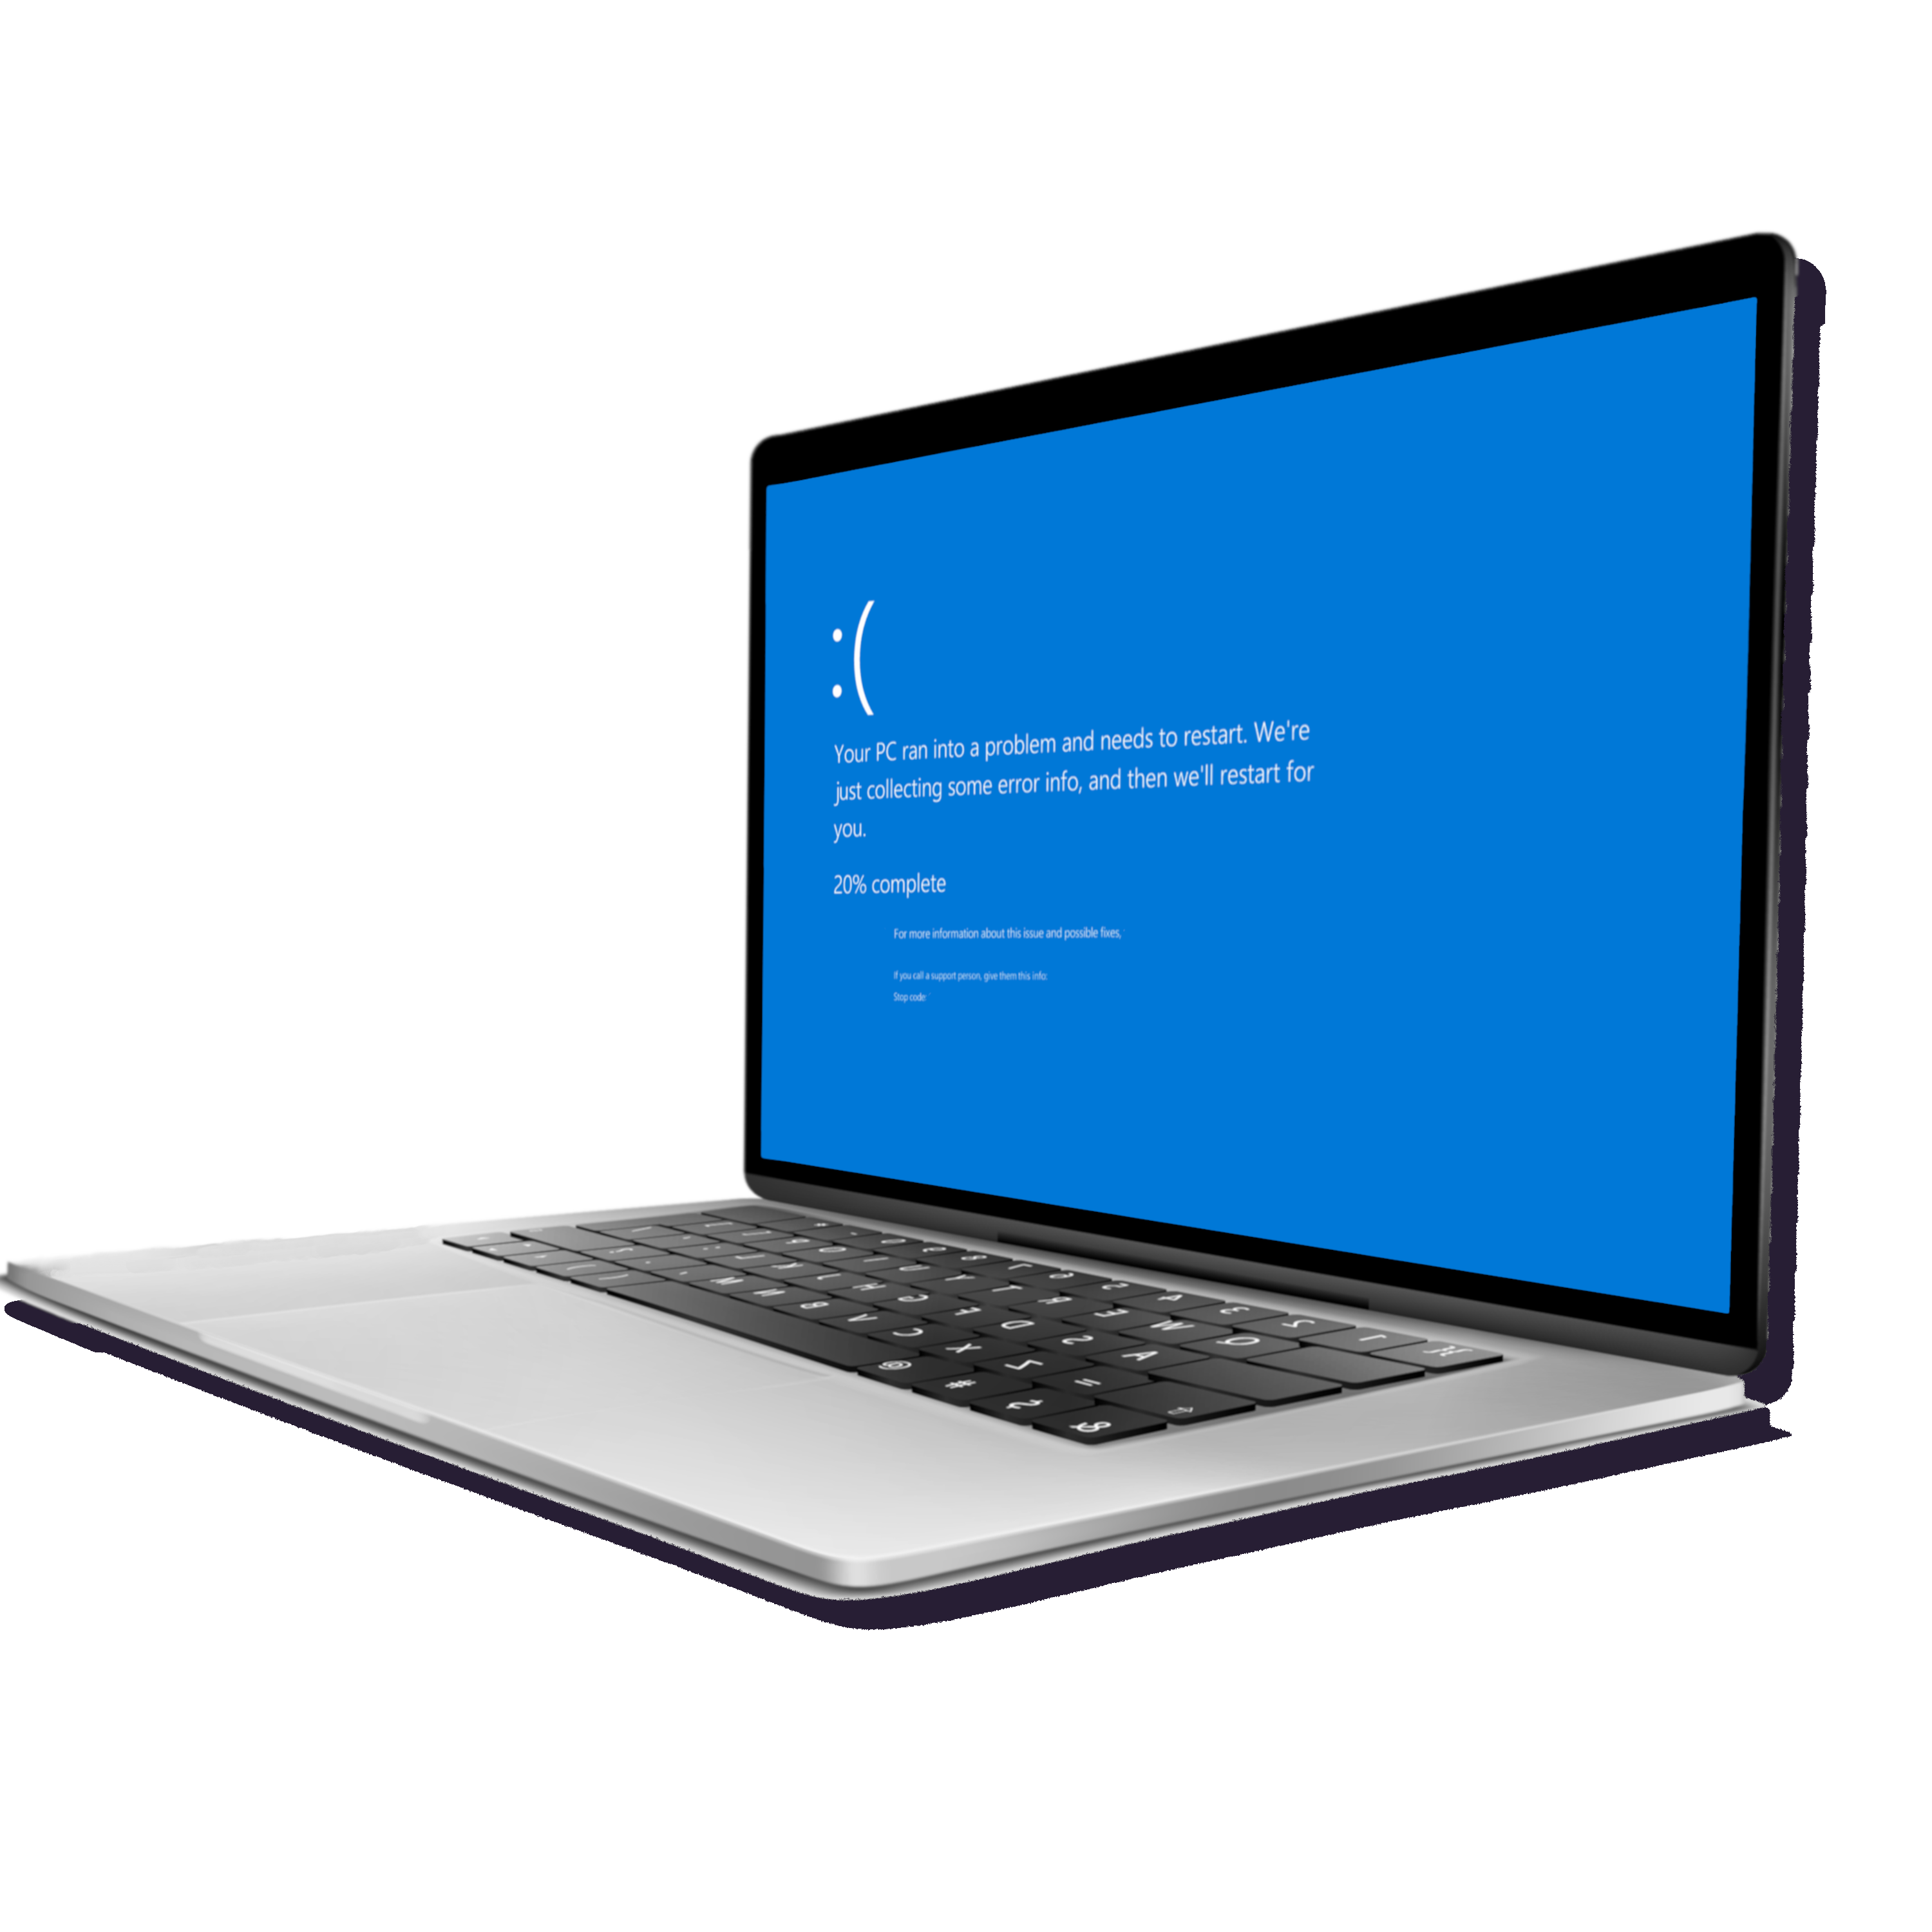 :(
Your PC ran into a problem and needs to restart. We're
just collecting some error info, and then we'll restart for
you.
20% complete
For more information about this issue and possible fixes,
If you call a support person, give them this info:
Stop code: